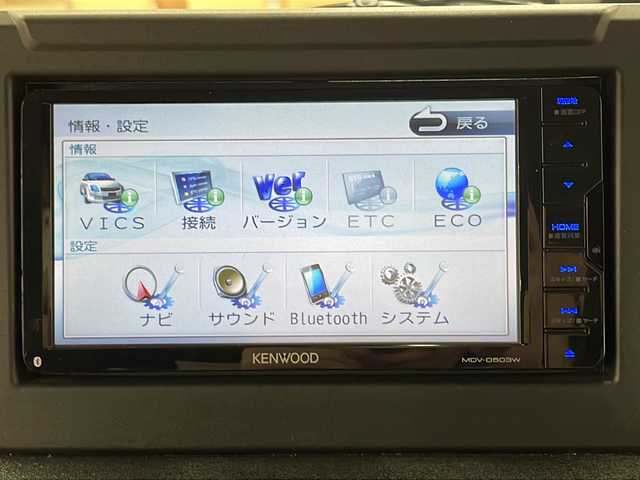 情報・設定
戻る
情報
VICS
接続
バージョン
ETC
ECO
設定
ナビ
サウンド
Bluetooth
システム
KENWOOD
MDV-D503W
HOME